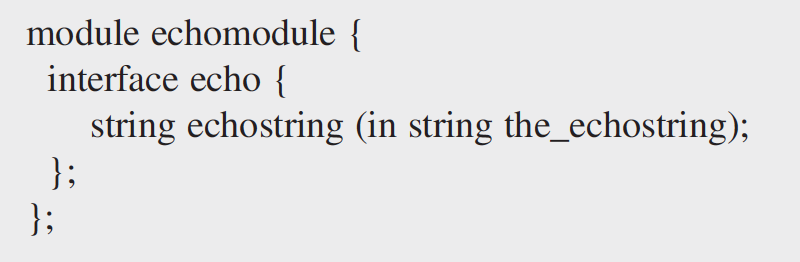 module echomodule {
interface echo {
string echostring (in string the_echostring);
};
};